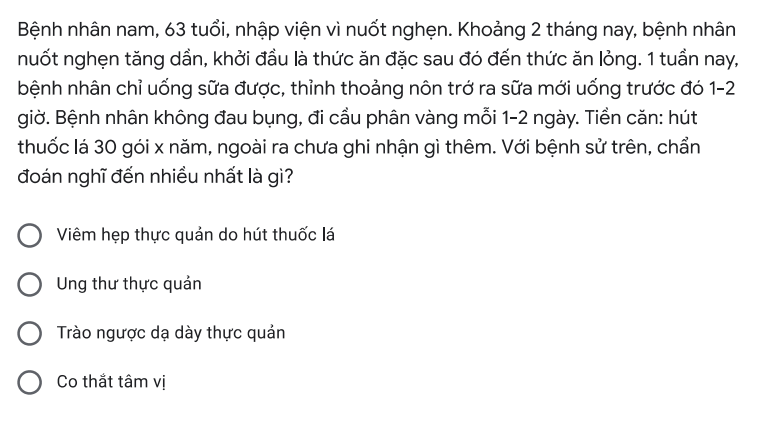 Bệnh nhân nam, 63 tuổi, nhập viện vì nuốt nghẹn. Khoảng 2 tháng nay, bệnh nhân
nuốt nghẹn tăng dần, khởi đầu là thức ăn đặc sau đó đến thức ăn lỏng. 1 tuần nay,
bệnh nhân chỉ uống sữa được, thỉnh thoảng nôn trớ ra sữa mới uống trước đó 1-2
giờ. Bệnh nhân không đau bụng, đi cầu phân vàng mỗi 1-2 ngày. Tiền căn: hút
thuốc lá 30 gói x năm, ngoài ra chưa ghi nhận gì thêm. Với bệnh sử trên, chẩn
đoán nghĩ đến nhiều nhất là gì?
Viêm hẹp thực quản do hút thuốc lá
Ung thư thực quản
Trào ngược dạ dày thực quản
Co thắt tâm vị